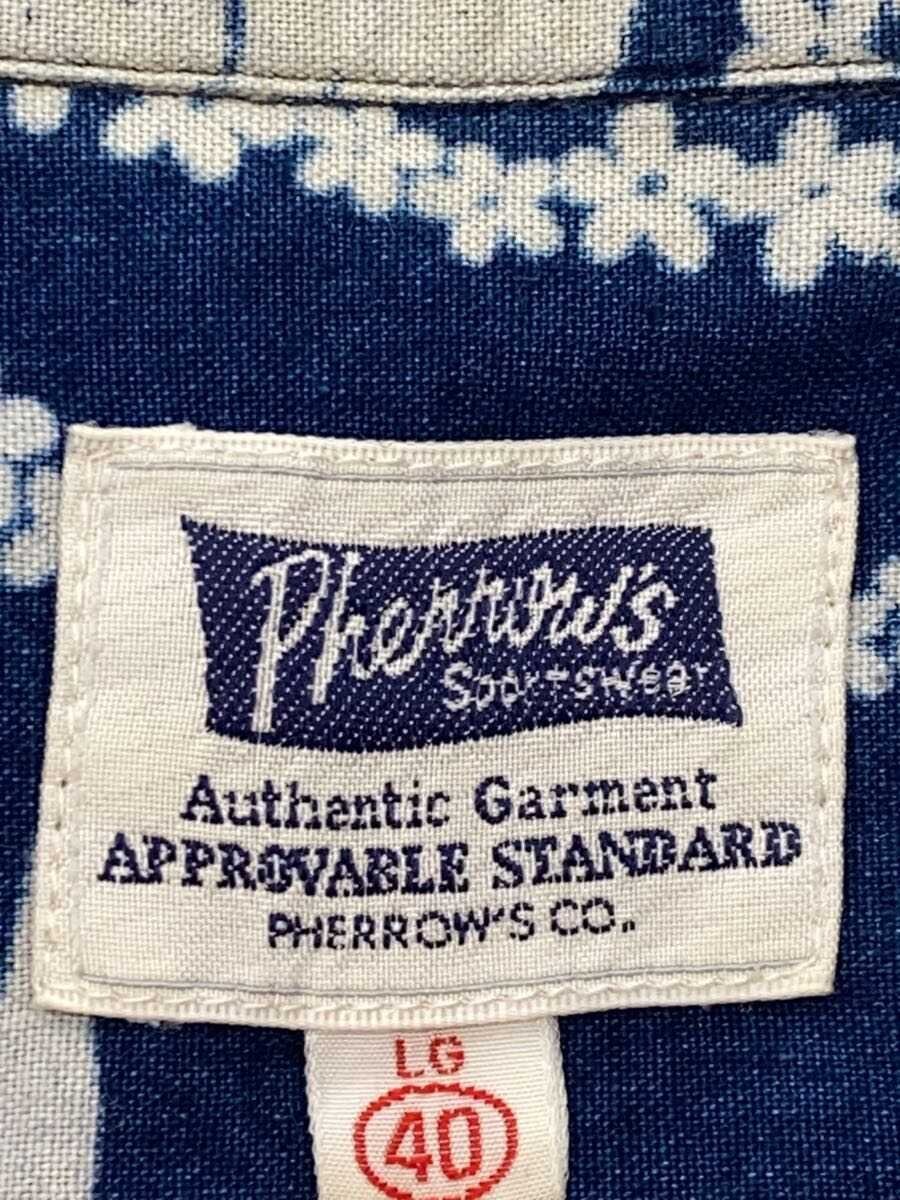 Pherrow's
Sportswear
Authentic Garment
APPROVABLE STANDARD
PHERROW'S CO.
LG
40